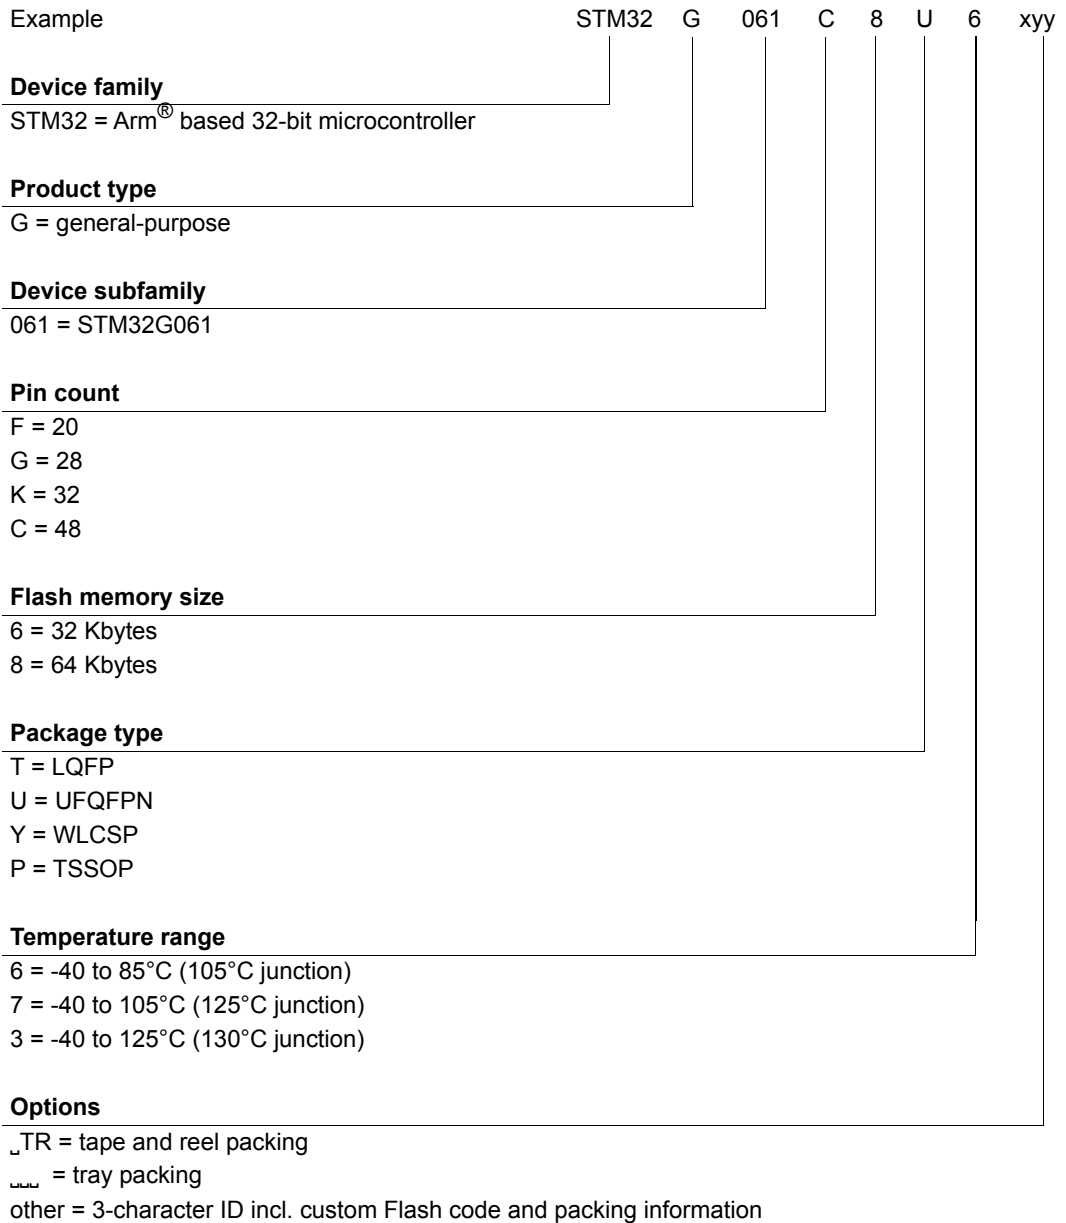 Example STM32 G 061 C 8 U 6 xyy
Device family
STM32 = Arm® based 32-bit microcontroller
Product type
G = general-purpose
Device subfamily
061 = STM32G061
Pin count
F = 20
G = 28
K = 32
C = 48
Flash memory size
6 = 32 Kbytes
8 = 64 Kbytes
Package type
T = LQFP
U = UFQFPN
Y = WLCSP
P = TSSOP
Temperature range
6 = -40 to 85°C (105°C junction)
7 = -40 to 105°C (125°C junction)
3 = -40 to 125°C (130°C junction)
Options
␣TR = tape and reel packing
␣␣␣ = tray packing
other = 3-character ID incl. custom Flash code and packing information